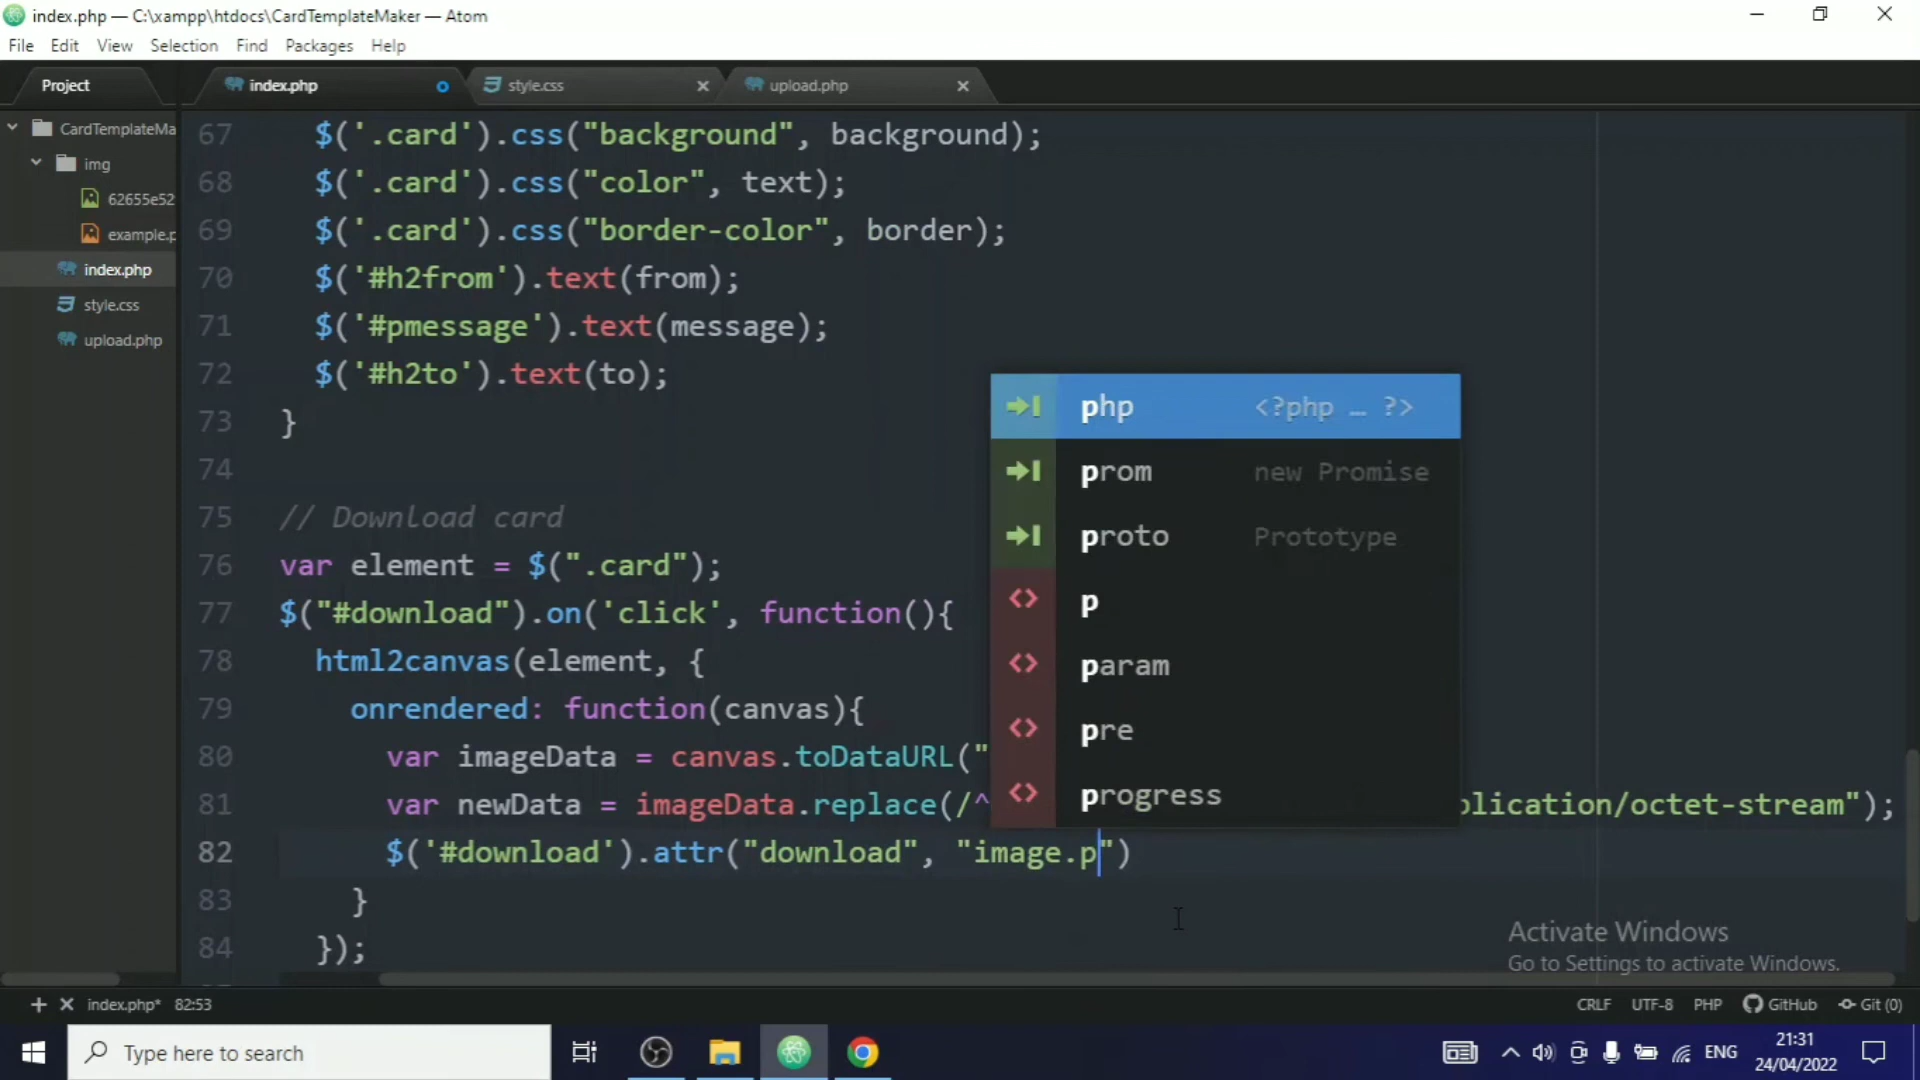 index.php — C:\xampp\htdocs\CardTemplateMaker — Atom
File Edit View Selection Find Packages Help
Project index.php style.css upload.php
CardTemplateMa
img
62655e52
example.p
index.php
style.css
upload.php
67 $('.card').css("background", background);
68 $('.card').css("color", text);
69 $('.card').css("border-color", border);
70 $('#h2from').text(from);
71 $('#pmessage').text(message);
72 $('#h2to').text(to);
73 }
74
75 // Download card
76 var element = $(".card");
77 $("#download").on('click', function(){
78 html2canvas(element, {
79 onrendered: function(canvas){
80 var imageData = canvas.toDataURL("
81 var newData = imageData.replace(/^ plication/octet-stream");
82 $('#download').attr("download", "image.p")
83 }
84 });
php <?php … ?>
prom new Promise
proto Prototype
p
param
pre
progress
Activate Windows
Go to Settings to activate Windows.
index.php* 82:53 CRLF UTF-8 PHP GitHub Git (0)
Type here to search
ENG
21:31
24/04/2022